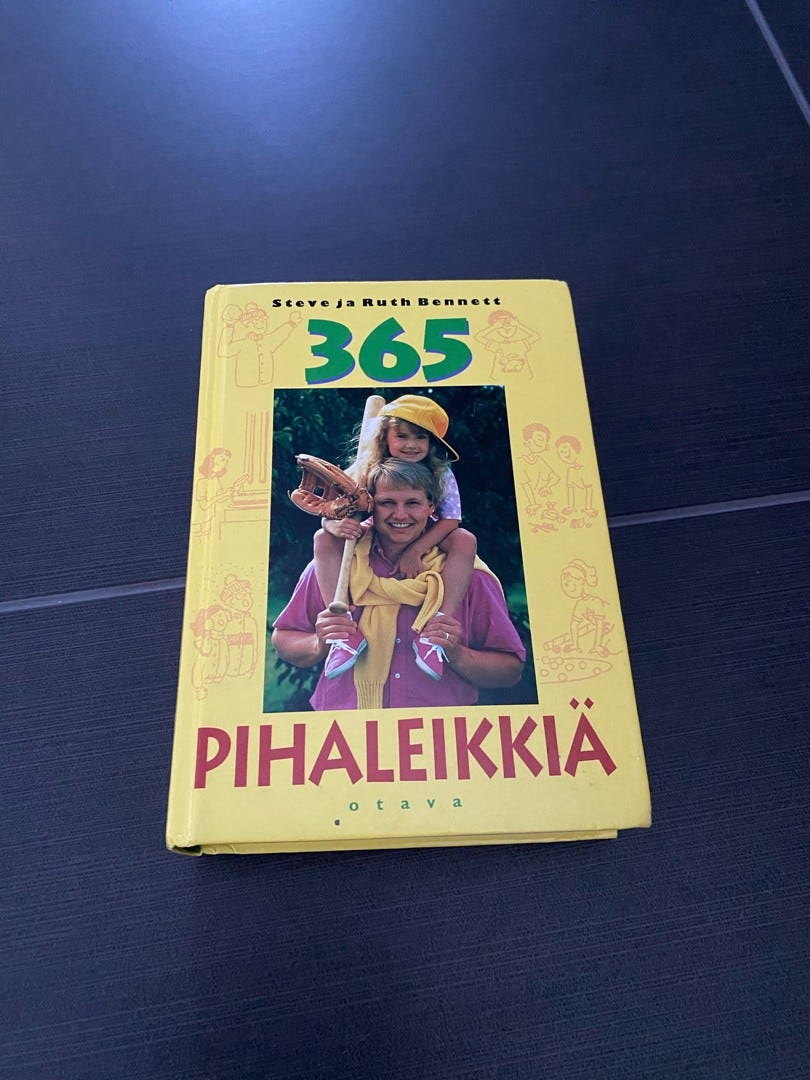 Steve ja Ruth Bennett
365
PIHALEIKKIÄ
otava